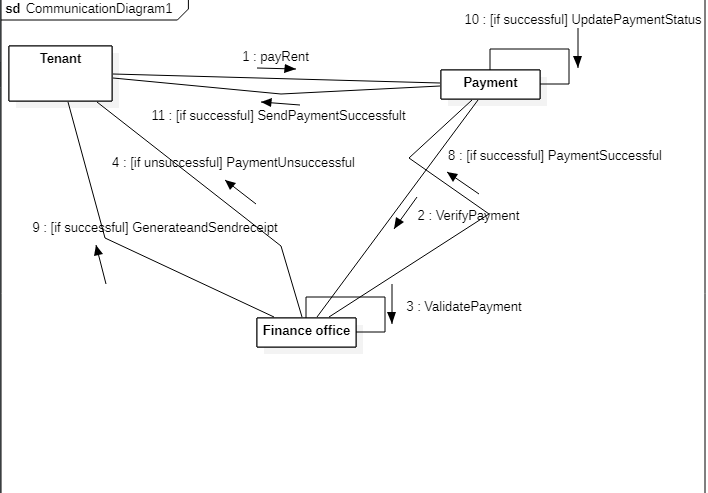 sd CommunicationDiagram1
10 : [if successful] UpdatePaymentStatus
Tenant
1 : payRent
Payment
11 : [if successful] SendPaymentSuccessfult
4 : [if unsuccessful] PaymentUnsuccessful
8 : [if successful] PaymentSuccessful
2 : VerifyPayment
9 : [if successful] GenerateandSendreceipt
3 : ValidatePayment
Finance office